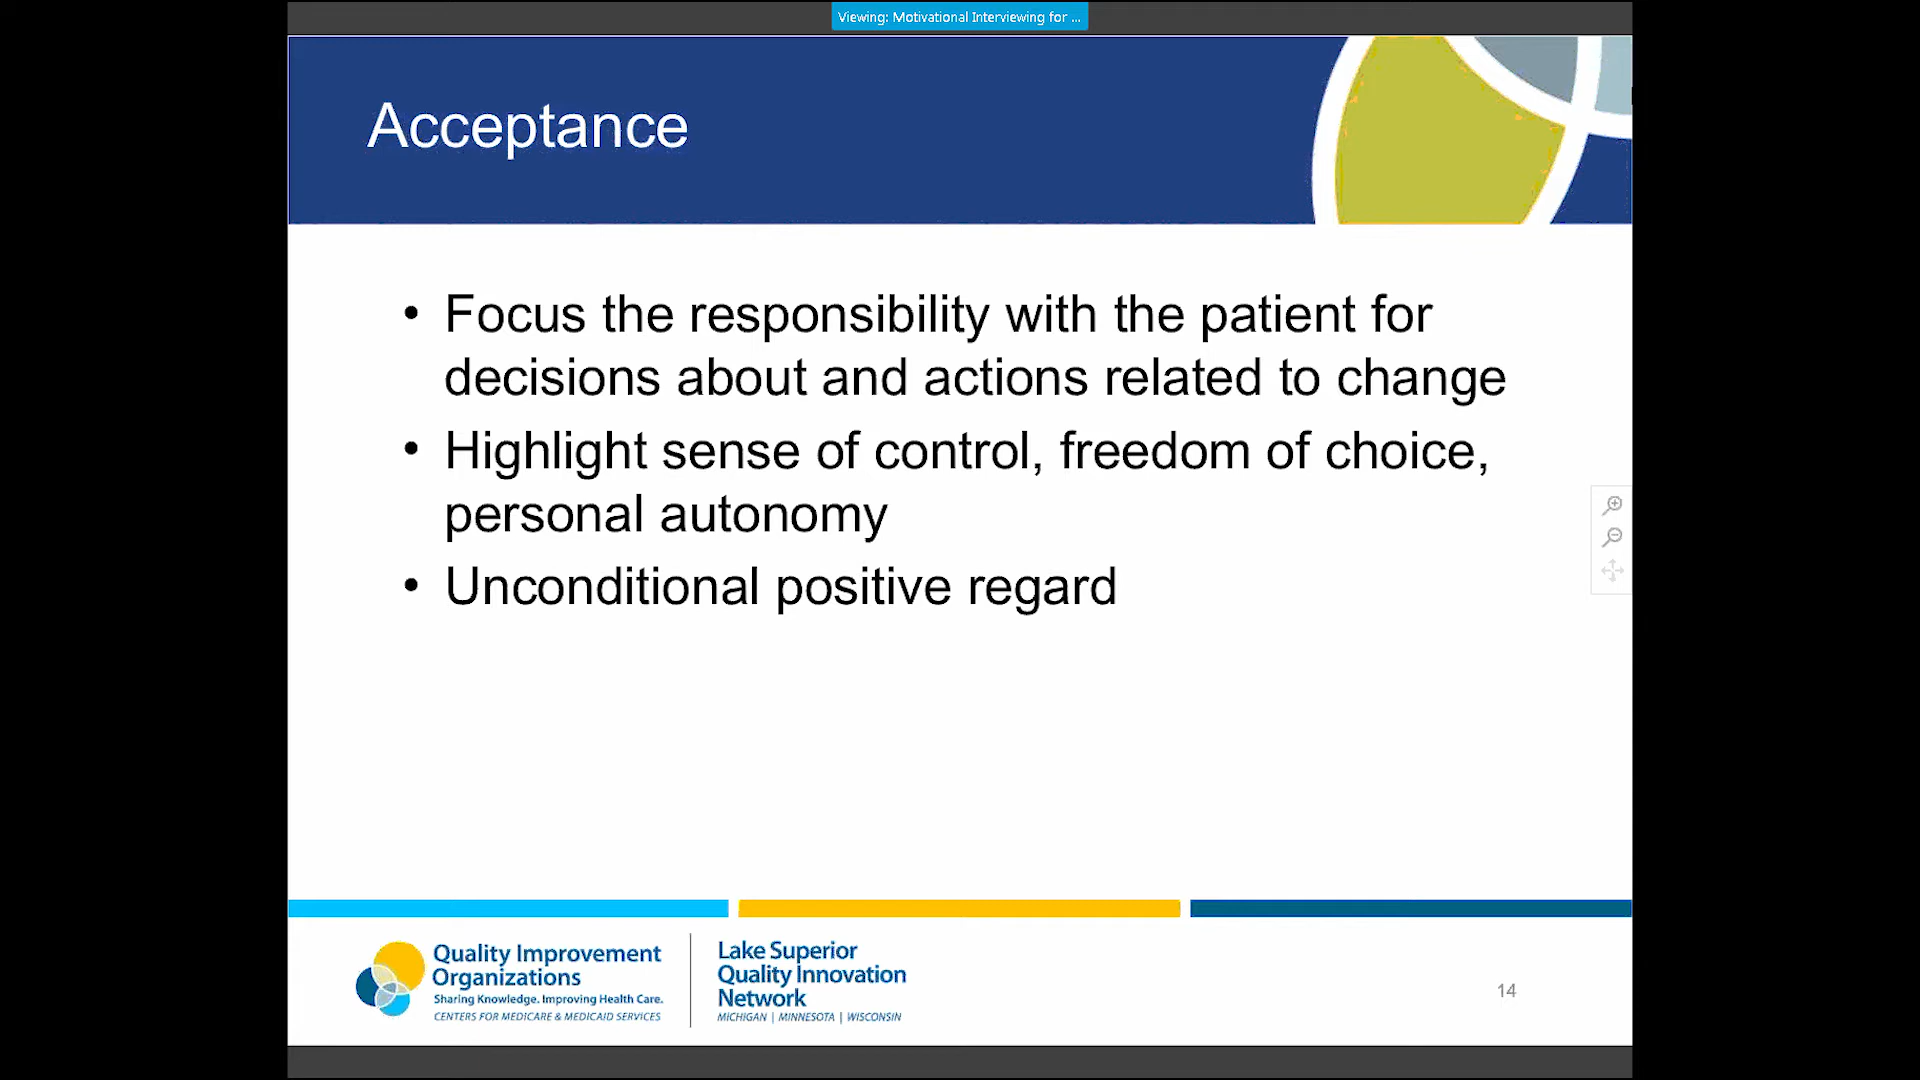 Viewing: Motivational Interviewing for ...
Acceptance
• Focus the responsibility with the patient for
decisions about and actions related to change
• Highlight sense of control, freedom of choice,
personal autonomy
• Unconditional positive regard
Quality Improvement
Organizations
Sharing Knowledge. Improving Health Care.
CENTERS FOR MEDICARE & MEDICAID SERVICES
Lake Superior
Quality Innovation
Network
MICHIGAN | MINNESOTA | WISCONSIN
14